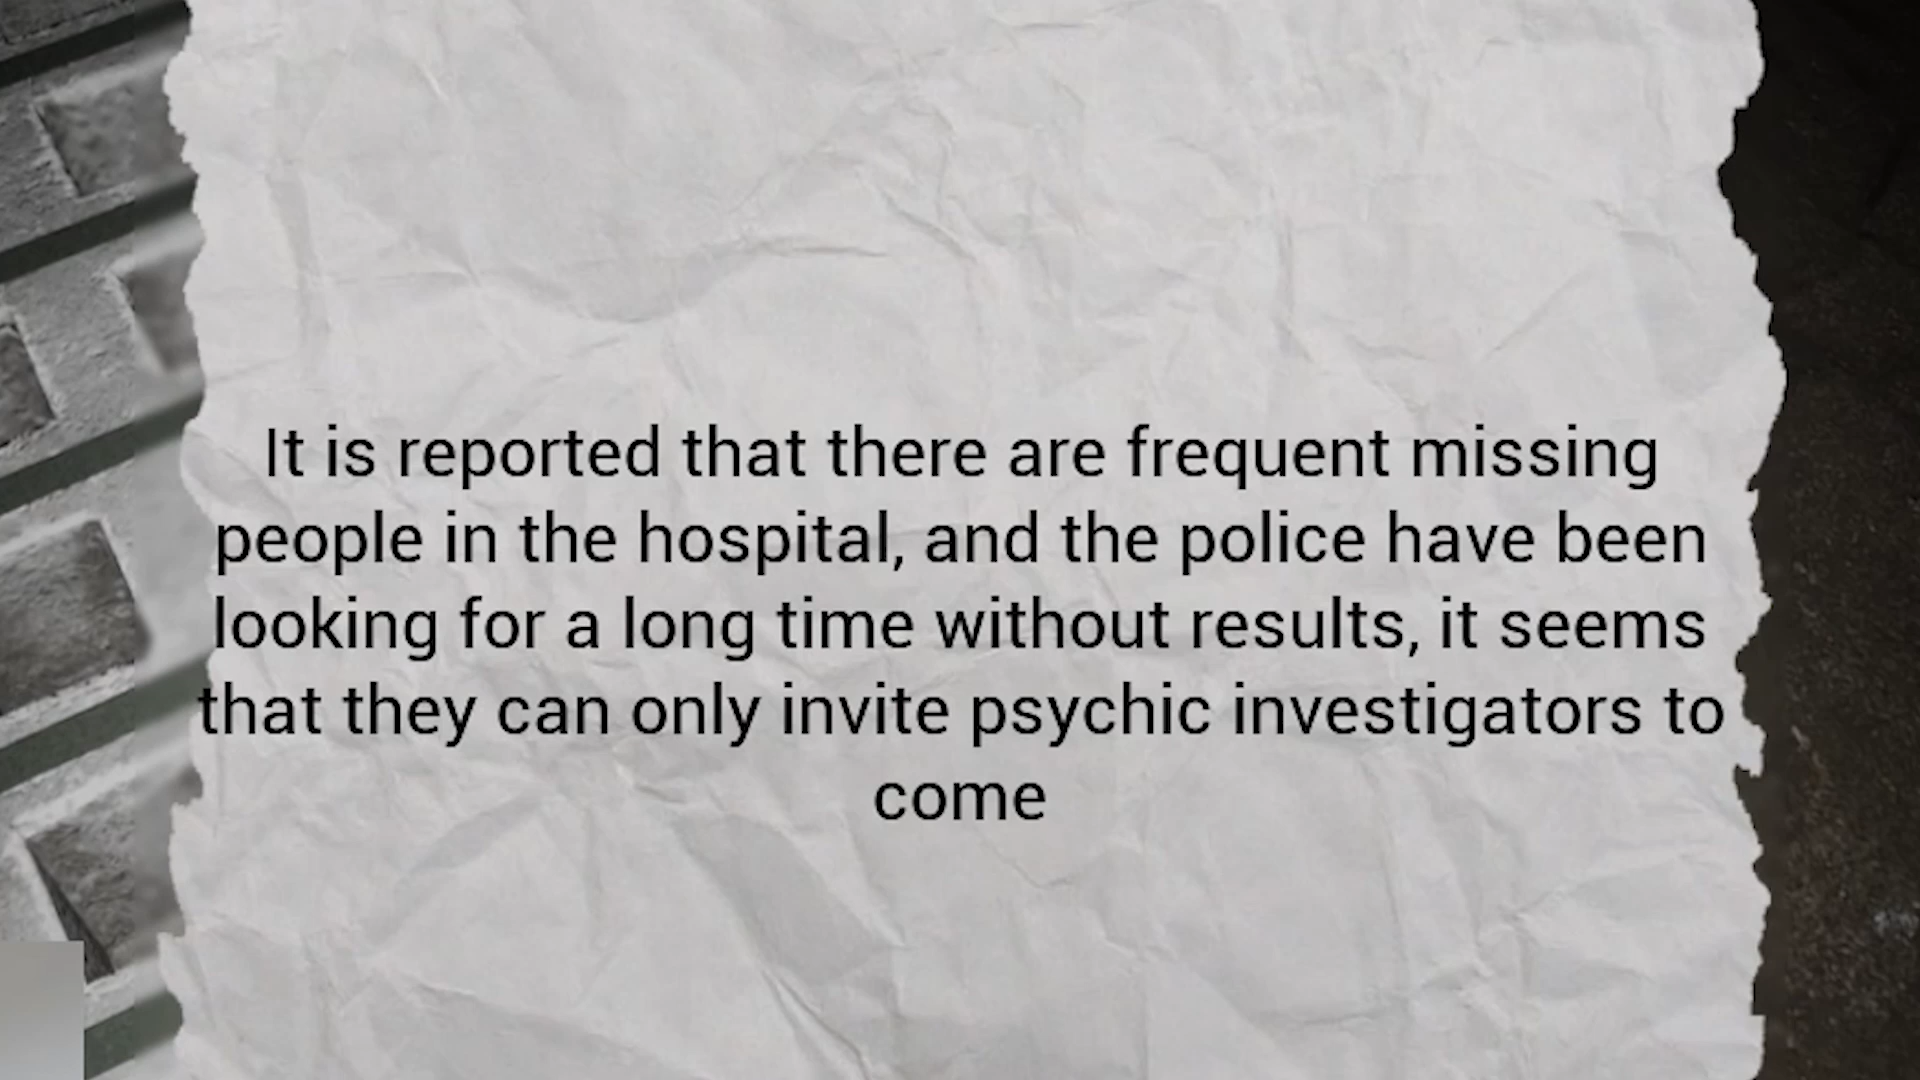 It is reported that there are frequent missing
people in the hospital, and the police have been
looking for a long time without results, it seems
that they can only invite psychic investigators to
come